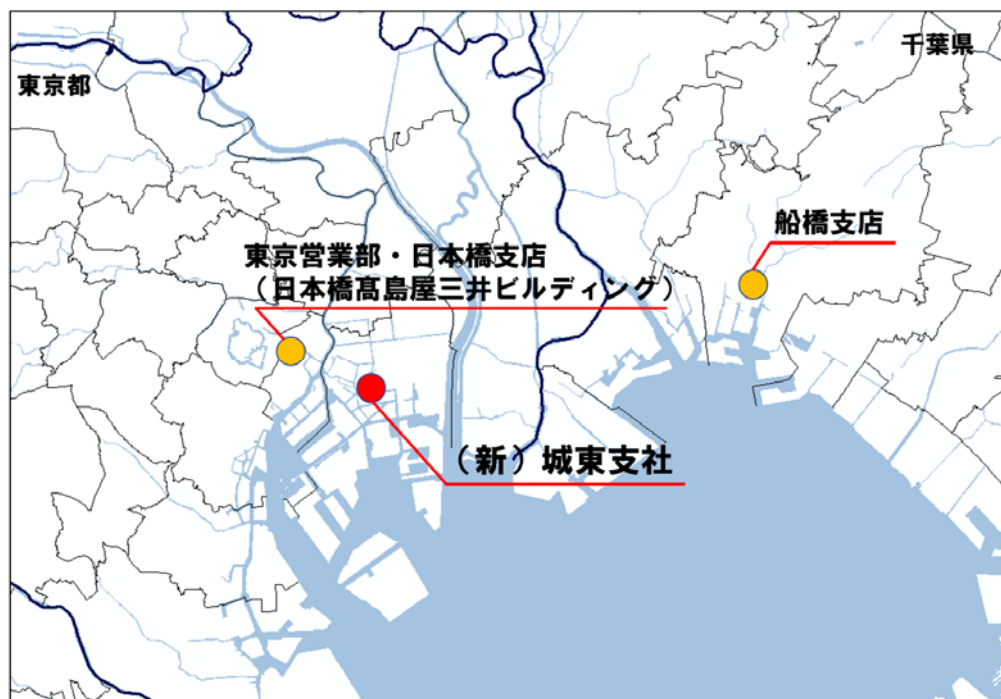 千葉県
東京都
船橋支店
東京営業部・日本橋支店
（日本橋髙島屋三井ビルディング）
（新）城東支社